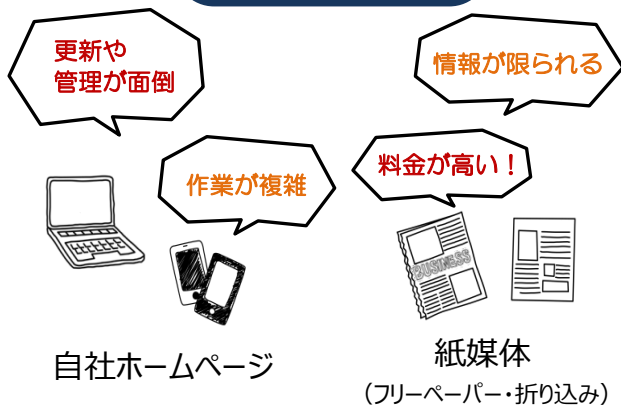 更新や
管理が面倒
情報が限られる
作業が複雑
料金が高い！
BUSINESS
自社ホームページ
紙媒体
（フリーペーパー・折り込み）